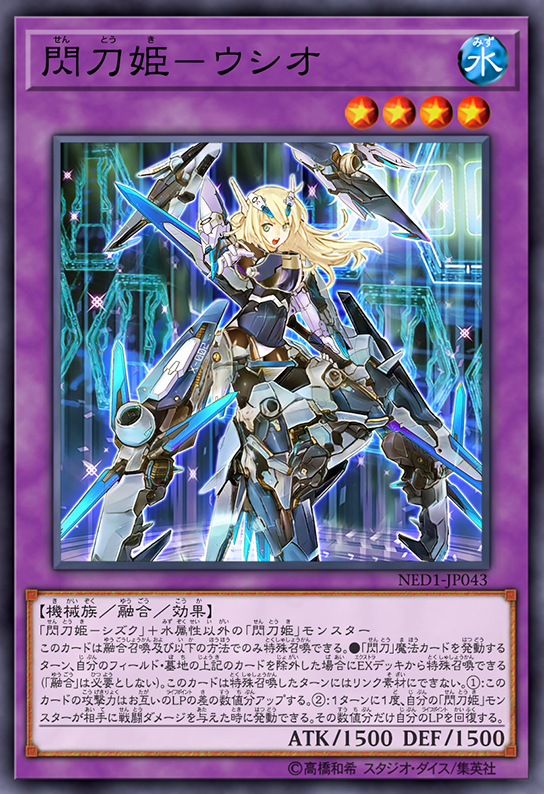 閃刀姫－ウシオ
水
NED1-JP043
【機械族／融合／効果】
「閃刀姫－シズク」＋水属性以外の「閃刀姫」モンスター
このカードは融合召喚及び以下の方法でのみ特殊召喚できる。●「閃刀」魔法カードを発動する
ターン、自分のフィールド・墓地の上記のカードを除外した場合にEXデッキから特殊召喚できる
(「融合」は必要としない)。このカードは特殊召喚したターンにはリンク素材にできない。①：この
カードの攻撃力はお互いのLPの差の数値分アップする。②：1ターンに1度、自分の「閃刀姫」モン
スターが相手に戦闘ダメージを与えた時に発動できる。その数値分だけ自分のLPを回復する。
ATK/1500 DEF/1500
©高橋和希 スタジオ・ダイス/集英社